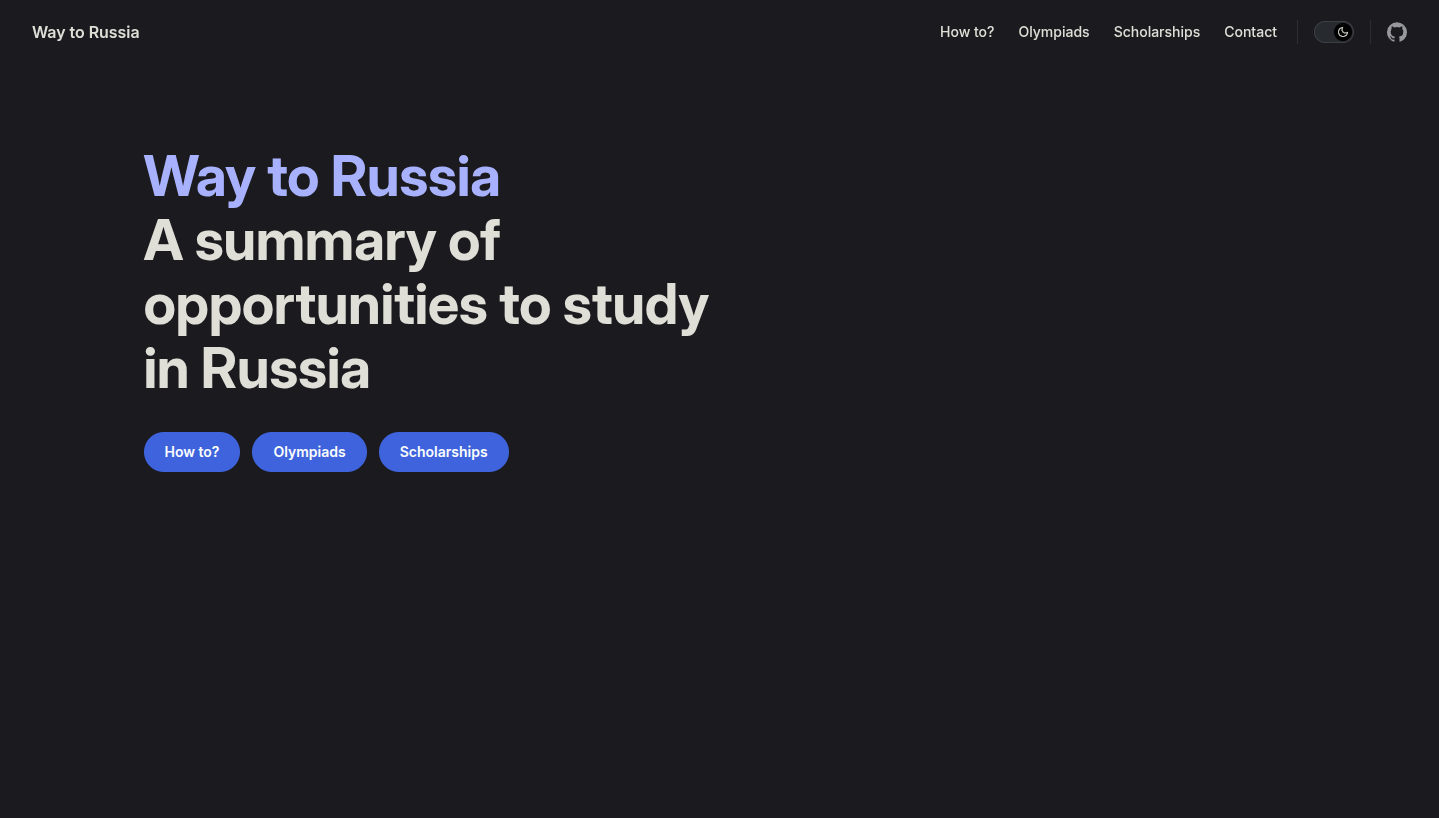 Way to Russia
How to?
Olympiads
Scholarships
Contact
Way to Russia
A summary of
opportunities to study
in Russia
How to?
Olympiads
Scholarships